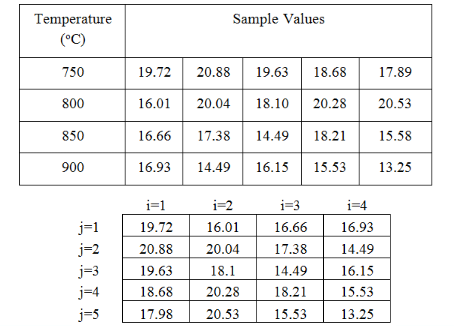 Temperature (°C) Sample Values
750 19.72 20.88 19.63 18.68 17.89
800 16.01 20.04 18.10 20.28 20.53
850 16.66 17.38 14.49 18.21 15.58
900 16.93 14.49 16.15 15.53 13.25
i=1 i=2 i=3 i=4
j=1 19.72 16.01 16.66 16.93
j=2 20.88 20.04 17.38 14.49
j=3 19.63 18.1 14.49 16.15
j=4 18.68 20.28 18.21 15.53
j=5 17.98 20.53 15.53 13.25